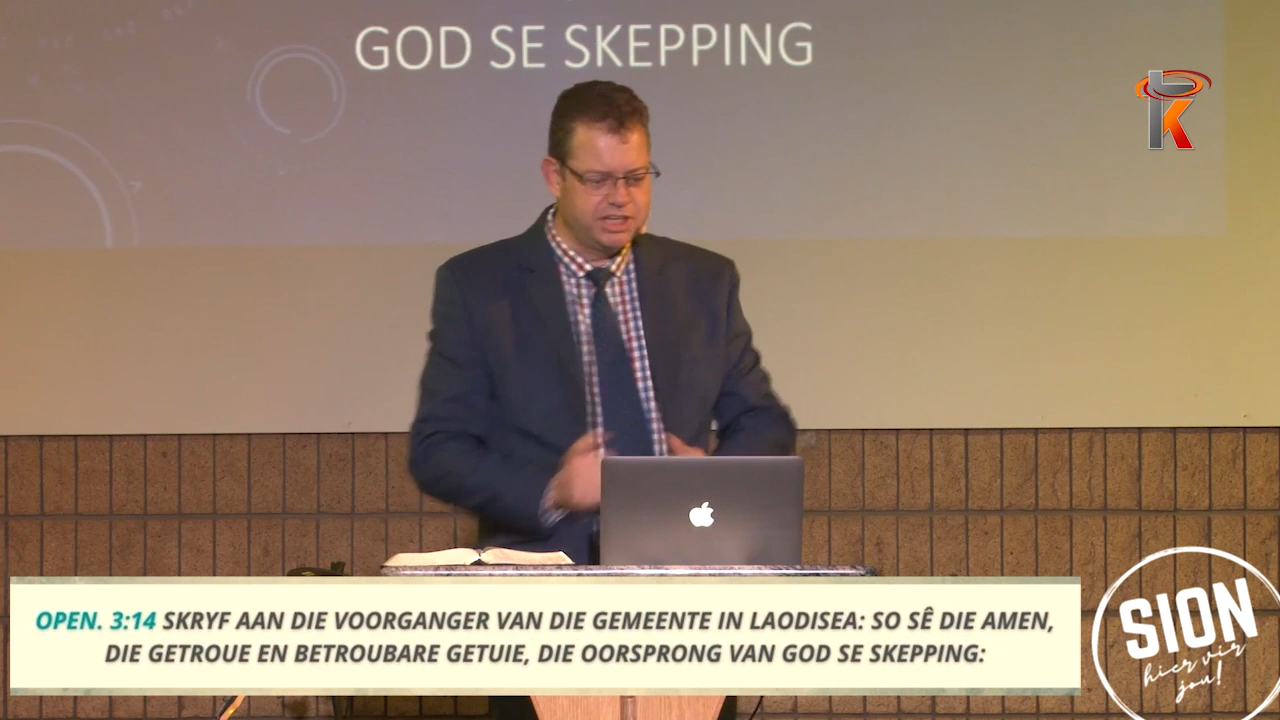 GOD SE SKEPPING
OPEN. 3:14 SKRYF AAN DIE VOORGANGER VAN DIE GEMEENTE IN LAODISEA: SO SÊ DIE AMEN,
DIE GETROUE EN BETROUBARE GETUIE, DIE OORSPRONG VAN GOD SE SKEPPING:
SION
hier vir
jou!